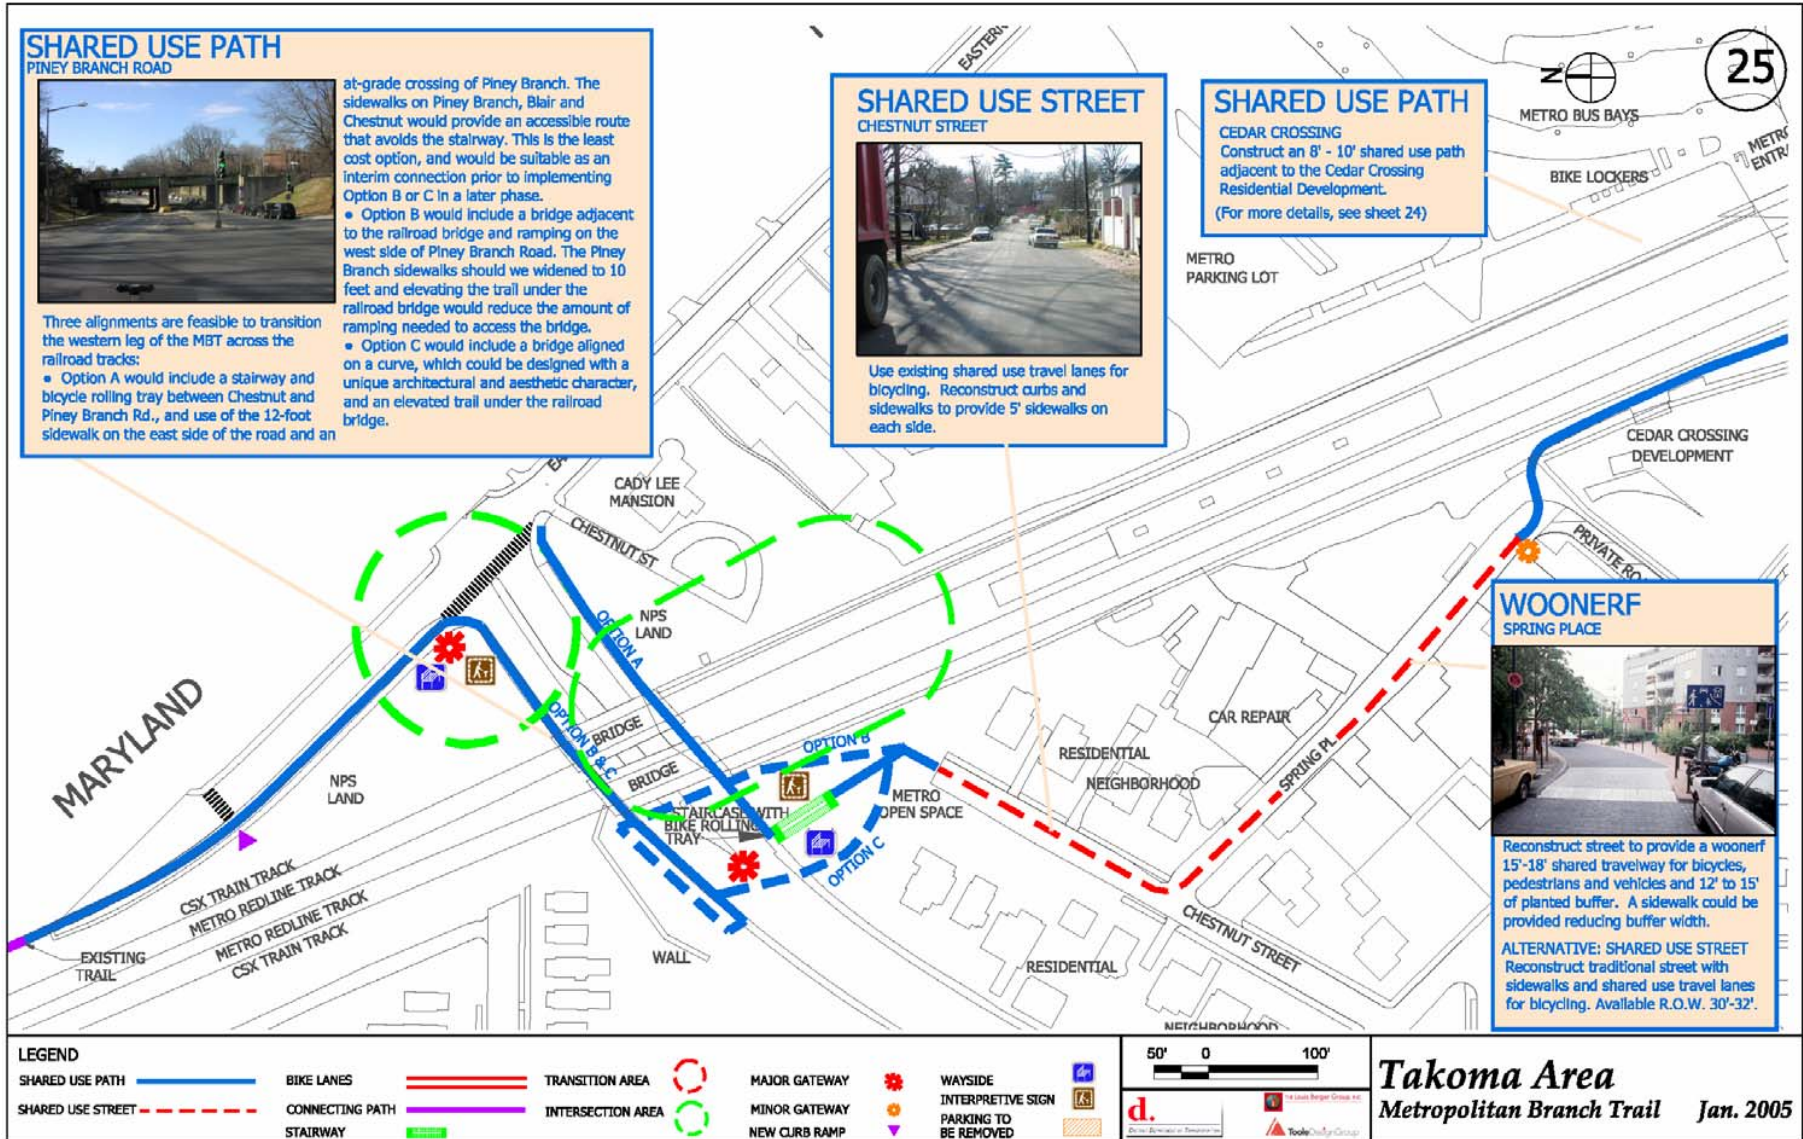 SHARED USE PATH
PINEY BRANCH ROAD
Three alignments are feasible to transition
the western leg of the MBT across the
railroad tracks:
• Option A would include a stairway and
bicycle rolling tray between Chestnut and
Piney Branch Rd., and use of the 12-foot
sidewalk on the east side of the road and an
at-grade crossing of Piney Branch. The
sidewalks on Piney Branch, Blair and
Chestnut would provide an accessible route
that avoids the stairway. This is the least
cost option, and would be suitable as an
interim connection prior to implementing
Option B or C in a later phase.
• Option B would include a bridge adjacent
to the railroad bridge and ramping on the
west side of Piney Branch Road. The Piney
Branch sidewalks should we widened to 10
feet and elevating the trail under the
railroad bridge would reduce the amount of
ramping needed to access the bridge.
• Option C would include a bridge aligned
on a curve, which could be designed with a
unique architectural and aesthetic character,
and an elevated trail under the railroad
bridge.
SHARED USE STREET
CHESTNUT STREET
Use existing shared use travel lanes for
bicycling. Reconstruct curbs and
sidewalks to provide 5' sidewalks on
each side.
SHARED USE PATH
CEDAR CROSSING
Construct an 8' - 10' shared use path
adjacent to the Cedar Crossing
Residential Development.
(For more details, see sheet 24)
N
25
METRO BUS BAYS
METRO
ENTRA
BIKE LOCKERS
METRO
PARKING LOT
EASTERN
EA
CADY LEE
MANSION
CHESTNUT ST
CEDAR CROSSING
DEVELOPMENT
PRIVATE RO
NPS
LAND
OPTION A
MARYLAND
NPS
LAND
OPTION B & C
BRIDGE
BRIDGE
OPTION B
STAIRCASE WITH
BIKE ROLLING
TRAY
METRO
OPEN SPACE
OPTION C
CAR REPAIR
RESIDENTIAL
NEIGHBORHOOD
SPRING PL
CSX TRAIN TRACK
METRO REDLINE TRACK
METRO REDLINE TRACK
CSX TRAIN TRACK
EXISTING
TRAIL
WALL
CHESTNUT STREET
RESIDENTIAL
NEIGHBORHOOD
WOONERF
SPRING PLACE
Reconstruct street to provide a woonerf
15'-18' shared travelway for bicycles,
pedestrians and vehicles and 12' to 15'
of planted buffer. A sidewalk could be
provided reducing buffer width.
ALTERNATIVE: SHARED USE STREET
Reconstruct traditional street with
sidewalks and shared use travel lanes
for bicycling. Available R.O.W. 30'-32'.
LEGEND
SHARED USE PATH
SHARED USE STREET
BIKE LANES
CONNECTING PATH
STAIRWAY
TRANSITION AREA
INTERSECTION AREA
MAJOR GATEWAY
MINOR GATEWAY
NEW CURB RAMP
WAYSIDE
INTERPRETIVE SIGN
PARKING TO
BE REMOVED
50' 0 100'
d.
District Department of Transportation
The Louis Berger Group, INC.
TooleDesignGroup
Takoma Area
Metropolitan Branch Trail Jan. 2005